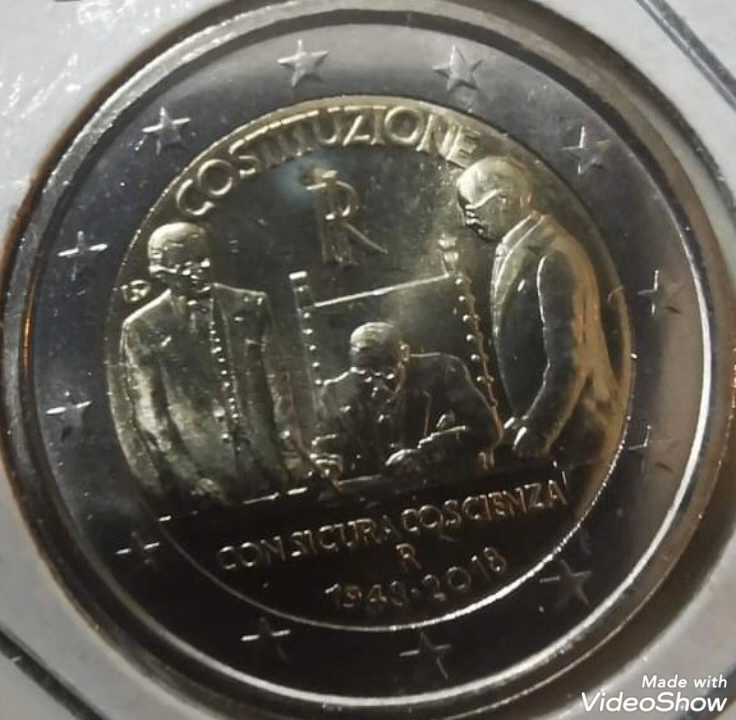 COSTITUZIONE
RI
CON SICURA COSCIENZA
R
1948·2018
Made with
VideoShow